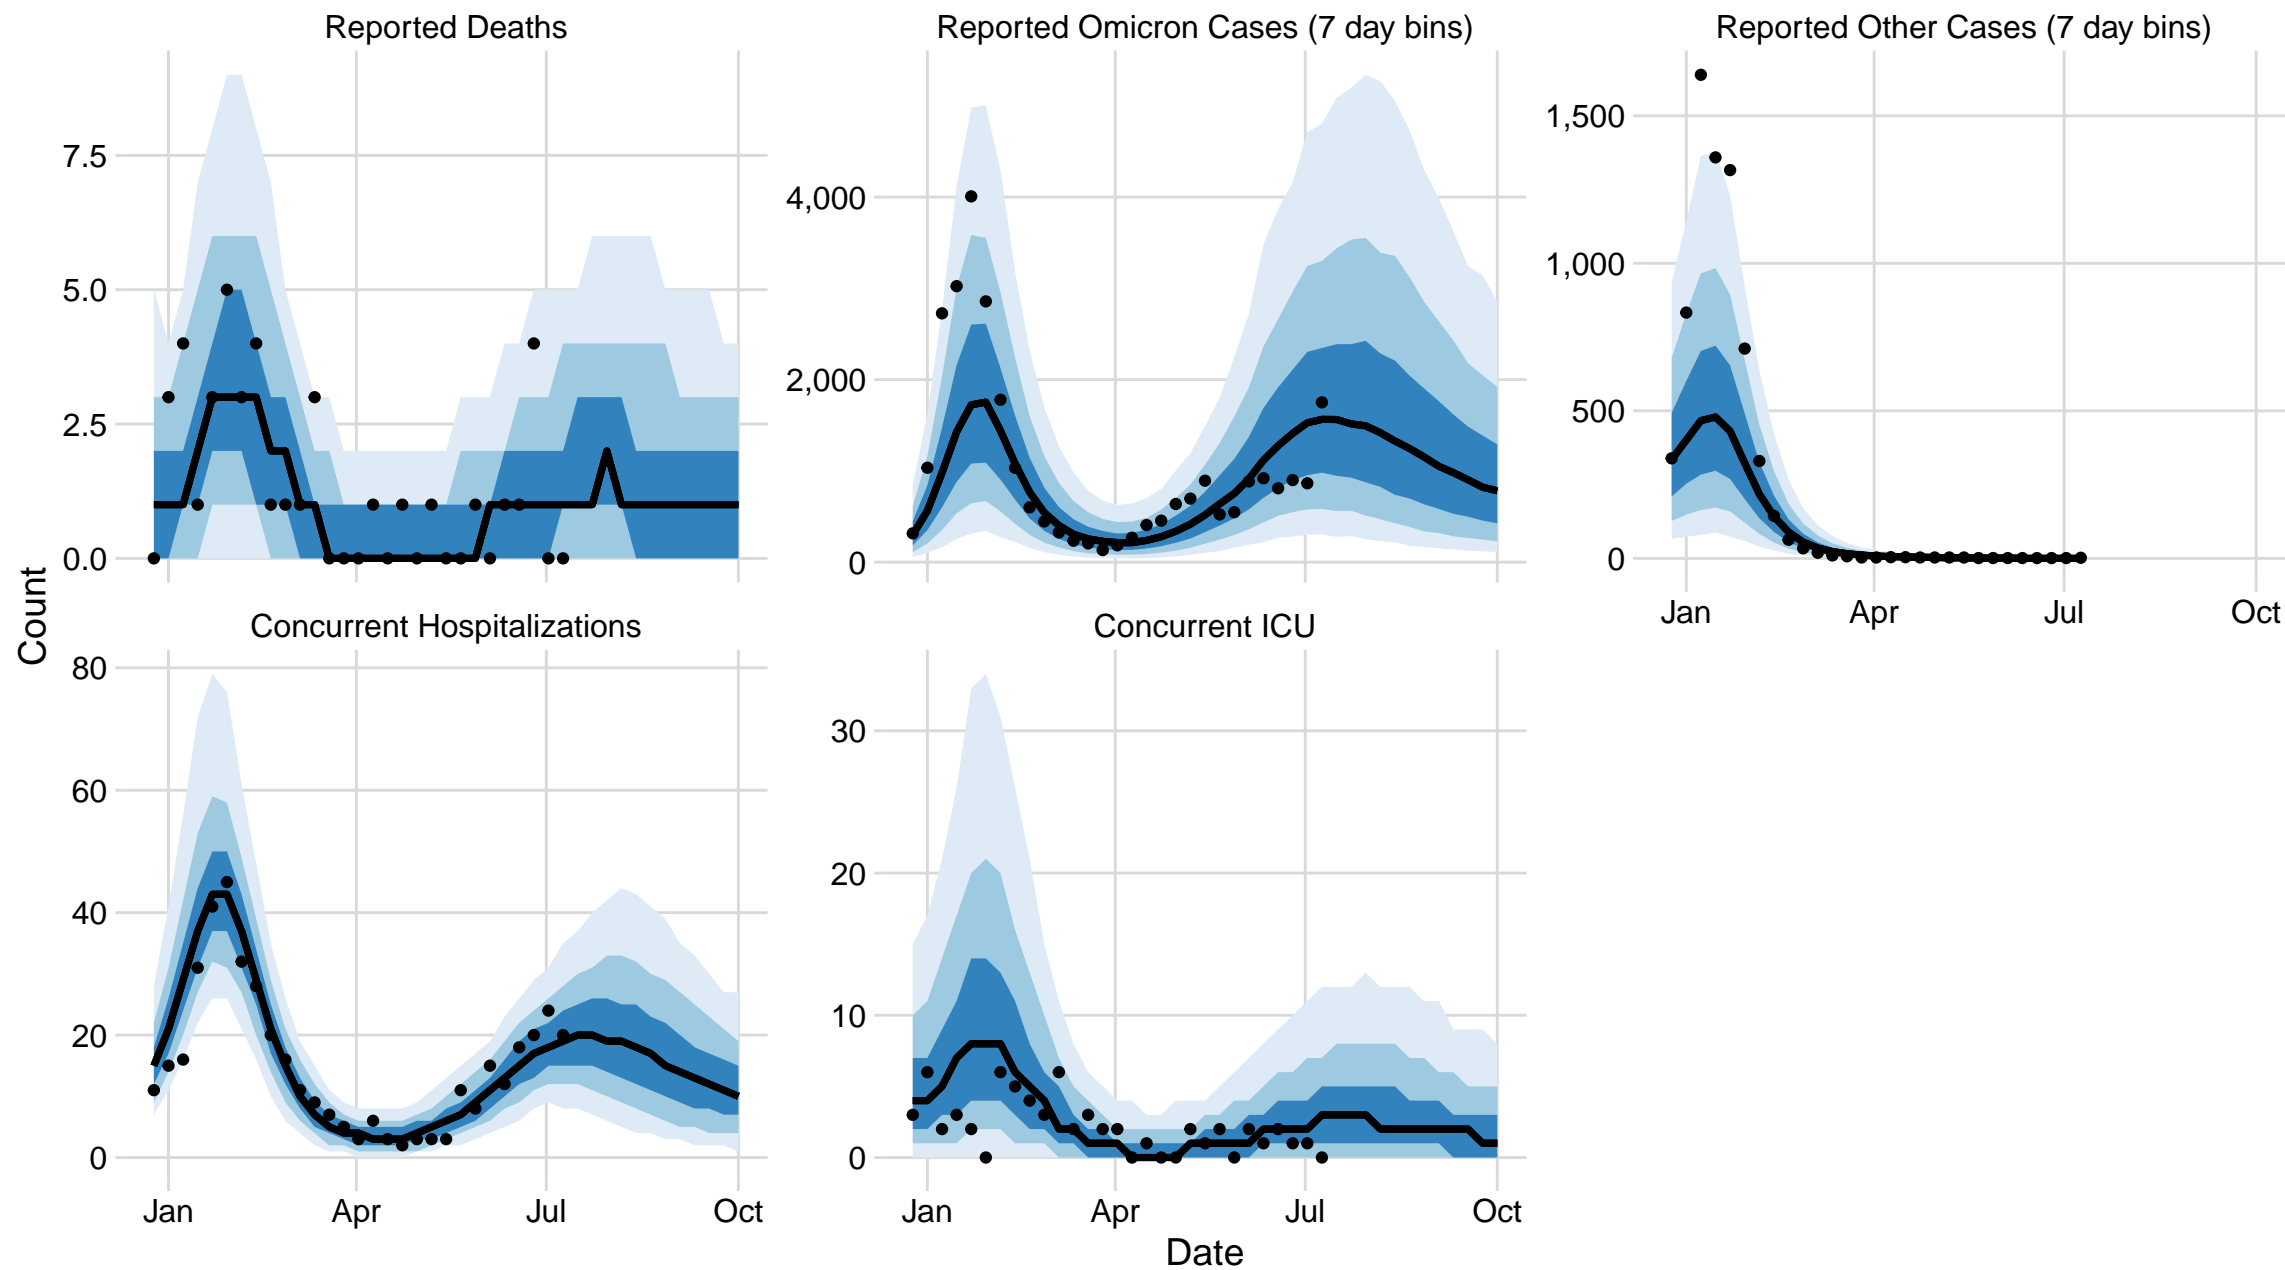 Reported Deaths
Reported Omicron Cases (7 day bins)
Reported Other Cases (7 day bins)
7.5
5.0
2.5
0.0
4,000
2,000
0
1,500
1,000
500
0
Jan Apr Jul Oct
Count
Concurrent Hospitalizations
Concurrent ICU
80
60
40
20
0
30
20
10
0
Jan Apr Jul Oct
Jan Apr Jul Oct
Date